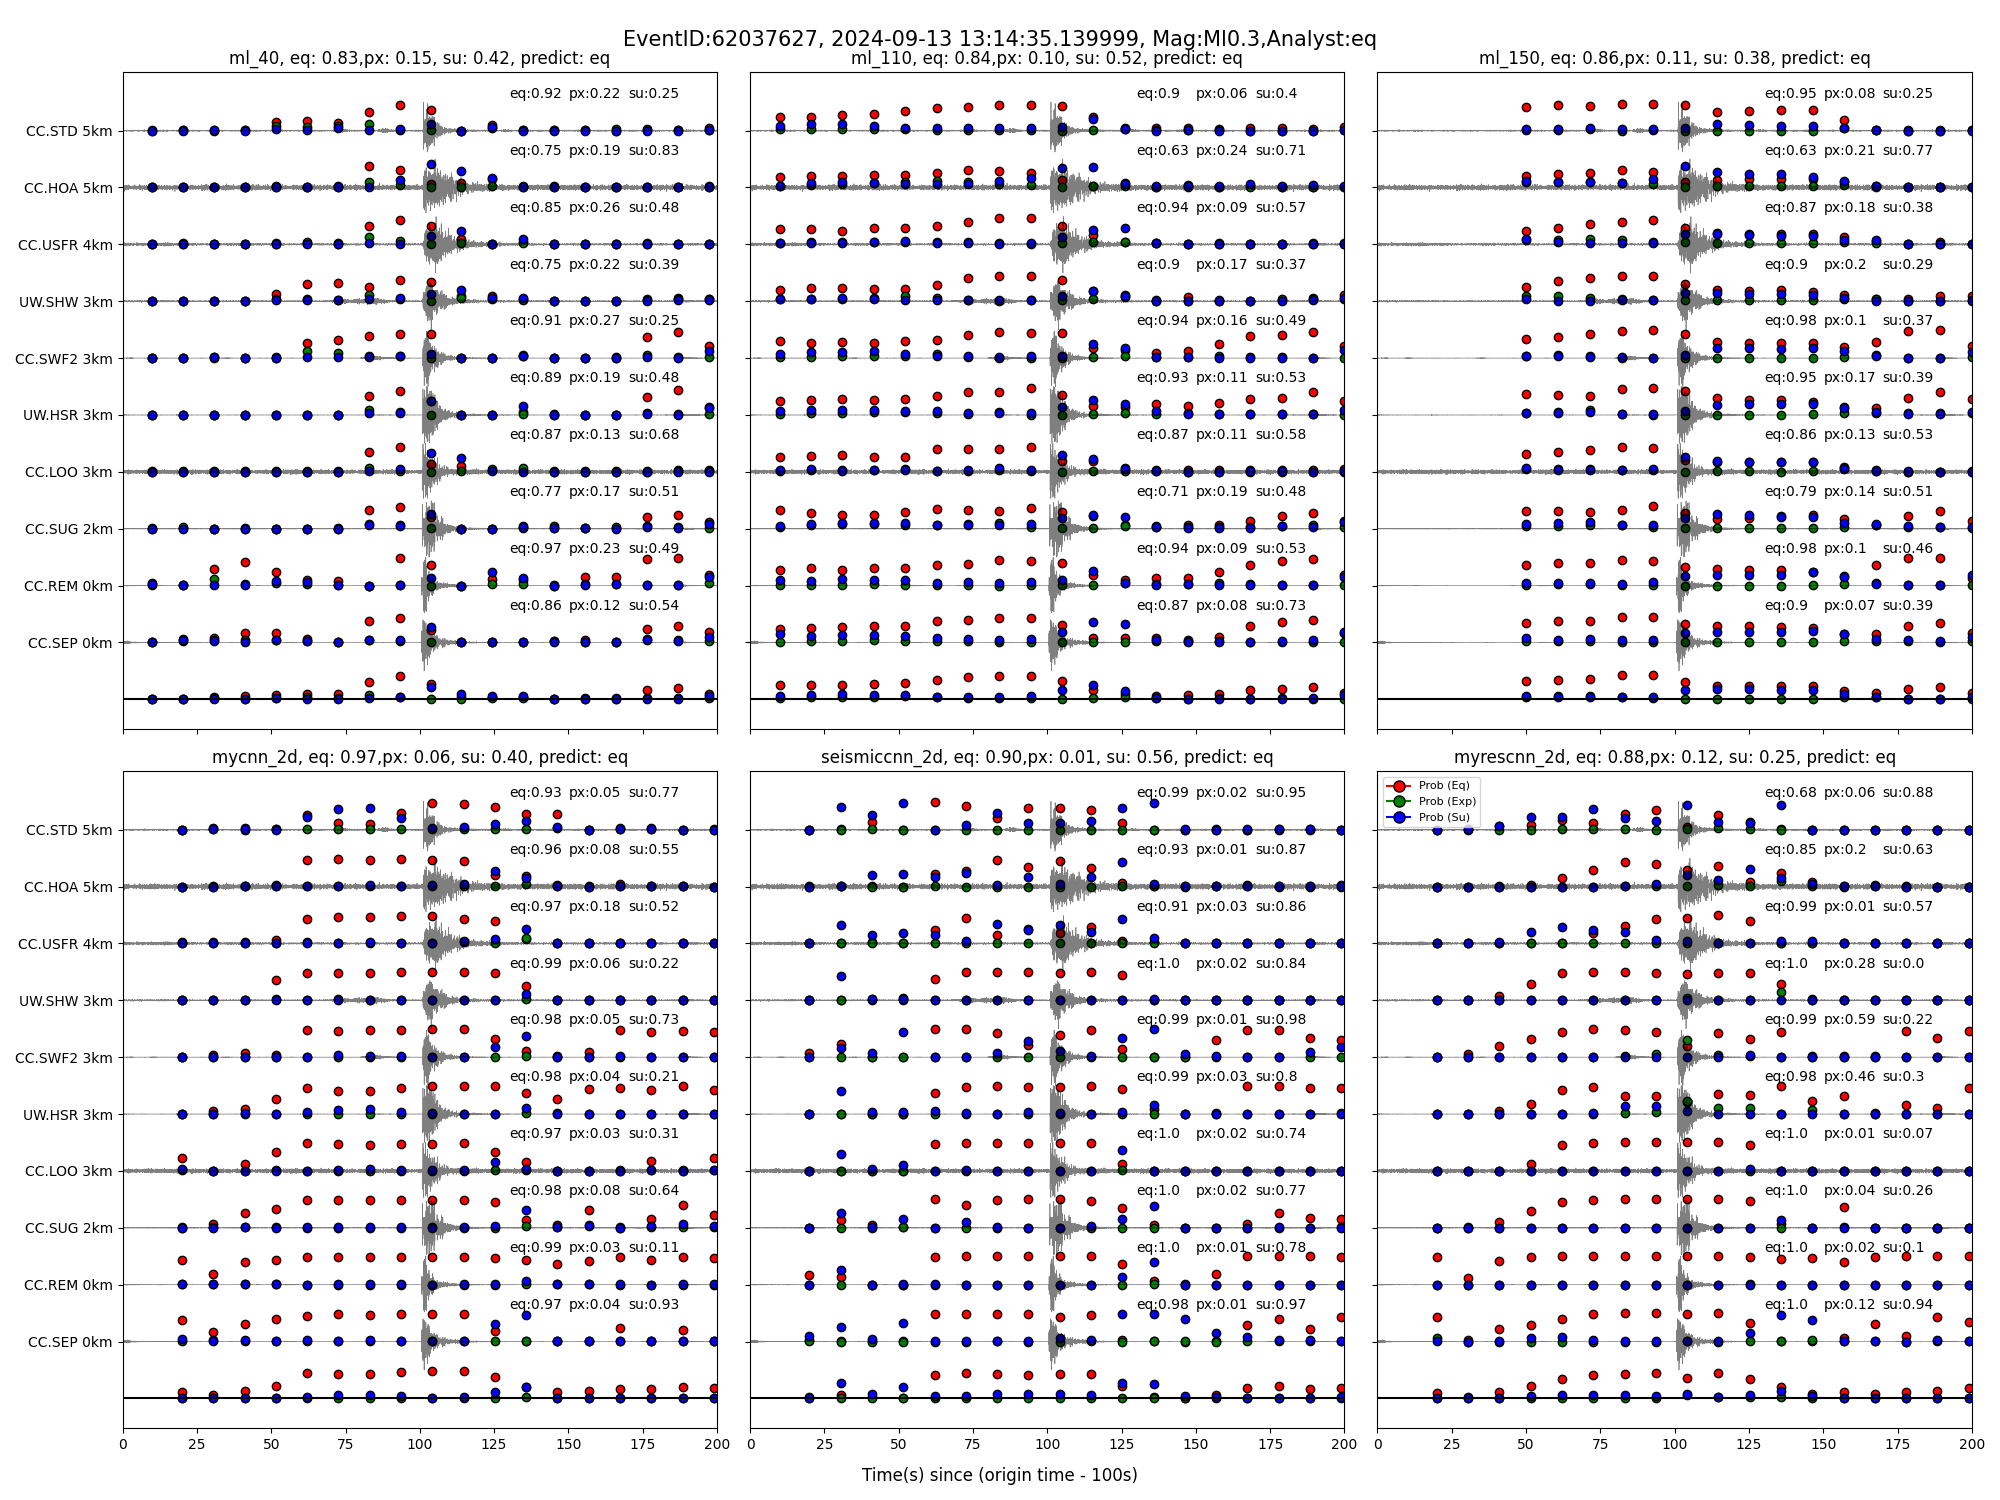 EventID:62037627, 2024-09-13 13:14:35.139999, Mag:Ml0.3,Analyst:eq
ml_40, eq: 0.83,px: 0.15, su: 0.42, predict: eq
eq:0.92 px:0.22 su:0.25
CC.STD 5km
eq:0.75 px:0.19 su:0.83
CC.HOA 5km
eq:0.85 px:0.26 su:0.48
CC.USFR 4km
eq:0.75 px:0.22 su:0.39
UW.SHW 3km
eq:0.91 px:0.27 su:0.25
CC.SWF2 3km
eq:0.89 px:0.19 su:0.48
UW.HSR 3km
eq:0.87 px:0.13 su:0.68
CC.LOO 3km
eq:0.77 px:0.17 su:0.51
CC.SUG 2km
eq:0.97 px:0.23 su:0.49
CC.REM 0km
eq:0.86 px:0.12 su:0.54
CC.SEP 0km
ml_110, eq: 0.84,px: 0.10, su: 0.52, predict: eq
eq:0.9 px:0.06 su:0.4
eq:0.63 px:0.24 su:0.71
eq:0.94 px:0.09 su:0.57
eq:0.9 px:0.17 su:0.37
eq:0.94 px:0.16 su:0.49
eq:0.93 px:0.11 su:0.53
eq:0.87 px:0.11 su:0.58
eq:0.71 px:0.19 su:0.48
eq:0.94 px:0.09 su:0.53
eq:0.87 px:0.08 su:0.73
ml_150, eq: 0.86,px: 0.11, su: 0.38, predict: eq
eq:0.95 px:0.08 su:0.25
eq:0.63 px:0.21 su:0.77
eq:0.87 px:0.18 su:0.38
eq:0.9 px:0.2 su:0.29
eq:0.98 px:0.1 su:0.37
eq:0.95 px:0.17 su:0.39
eq:0.86 px:0.13 su:0.53
eq:0.79 px:0.14 su:0.51
eq:0.98 px:0.1 su:0.46
eq:0.9 px:0.07 su:0.39
mycnn_2d, eq: 0.97,px: 0.06, su: 0.40, predict: eq
eq:0.93 px:0.05 su:0.77
CC.STD 5km
eq:0.96 px:0.08 su:0.55
CC.HOA 5km
eq:0.97 px:0.18 su:0.52
CC.USFR 4km
eq:0.99 px:0.06 su:0.22
UW.SHW 3km
eq:0.98 px:0.05 su:0.73
CC.SWF2 3km
eq:0.98 px:0.04 su:0.21
UW.HSR 3km
eq:0.97 px:0.03 su:0.31
CC.LOO 3km
eq:0.98 px:0.08 su:0.64
CC.SUG 2km
eq:0.99 px:0.03 su:0.11
CC.REM 0km
eq:0.97 px:0.04 su:0.93
CC.SEP 0km
0 25 50 75 100 125 150 175 200
seismiccnn_2d, eq: 0.90,px: 0.01, su: 0.56, predict: eq
eq:0.99 px:0.02 su:0.95
eq:0.93 px:0.01 su:0.87
eq:0.91 px:0.03 su:0.86
eq:1.0 px:0.02 su:0.84
eq:0.99 px:0.01 su:0.98
eq:0.99 px:0.03 su:0.8
eq:1.0 px:0.02 su:0.74
eq:1.0 px:0.02 su:0.77
eq:1.0 px:0.01 su:0.78
eq:0.98 px:0.01 su:0.97
0 25 50 75 100 125 150 175 200
myrescnn_2d, eq: 0.88,px: 0.12, su: 0.25, predict: eq
Prob (Eq)
Prob (Exp)
Prob (Su)
eq:0.68 px:0.06 su:0.88
eq:0.85 px:0.2 su:0.63
eq:0.99 px:0.01 su:0.57
eq:1.0 px:0.28 su:0.0
eq:0.99 px:0.59 su:0.22
eq:0.98 px:0.46 su:0.3
eq:1.0 px:0.01 su:0.07
eq:1.0 px:0.04 su:0.26
eq:1.0 px:0.02 su:0.1
eq:1.0 px:0.12 su:0.94
0 25 50 75 100 125 150 175 200
Time(s) since (origin time - 100s)